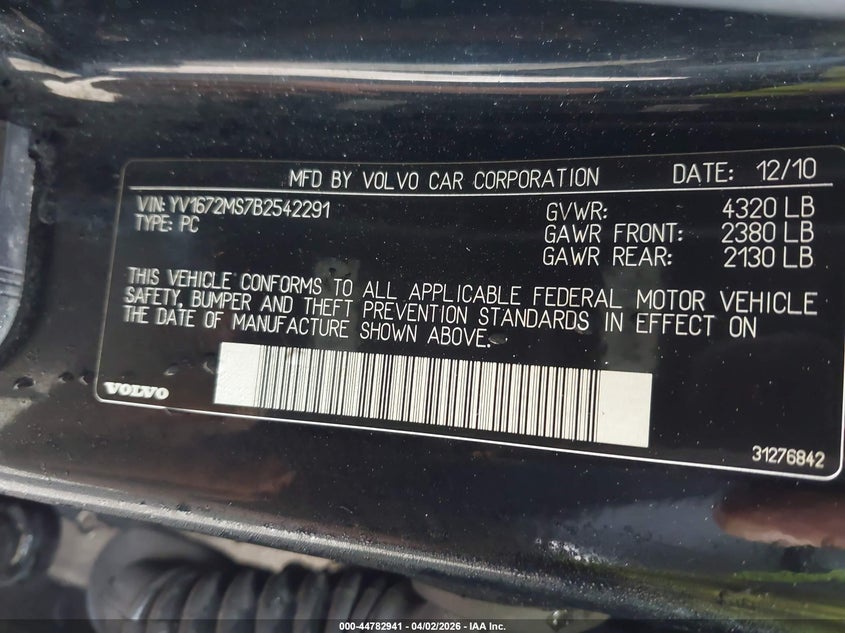 MFD BY VOLVO CAR CORPORATION DATE: 12/10
VIN: YV1672MS7B2542291
TYPE: PC
GVWR: 4320 LB
GAWR FRONT: 2380 LB
GAWR REAR: 2130 LB
THIS VEHICLE CONFORMS TO ALL APPLICABLE FEDERAL MOTOR VEHICLE
SAFETY, BUMPER AND THEFT PREVENTION STANDARDS IN EFFECT ON
THE DATE OF MANUFACTURE SHOWN ABOVE.
VOLVO
31276842
000-44782941 - 04/02/2026 - IAA Inc.